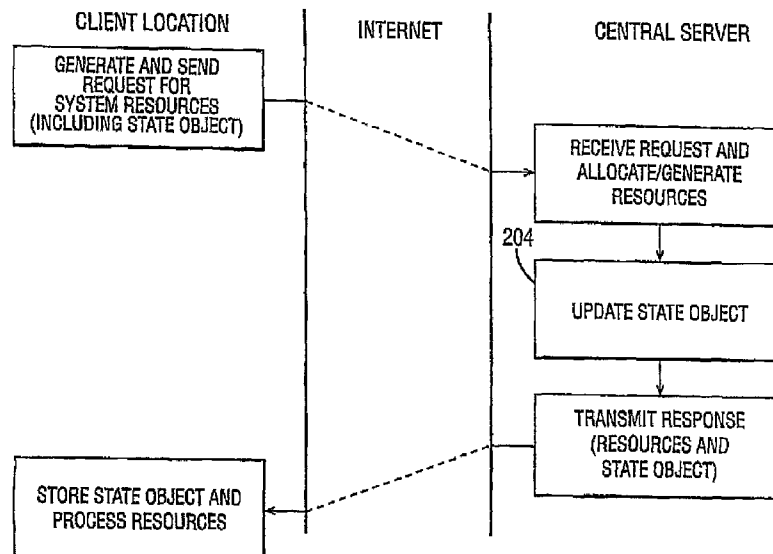 CLIENT LOCATION
INTERNET
CENTRAL SERVER
GENERATE AND SEND
REQUEST FOR
SYSTEM RESOURCES
(INCLUDING STATE OBJECT)
RECEIVE REQUEST AND
ALLOCATE/GENERATE
RESOURCES
204
UPDATE STATE OBJECT
TRANSMIT RESPONSE
(RESOURCES AND
STATE OBJECT)
STORE STATE OBJECT AND
PROCESS RESOURCES